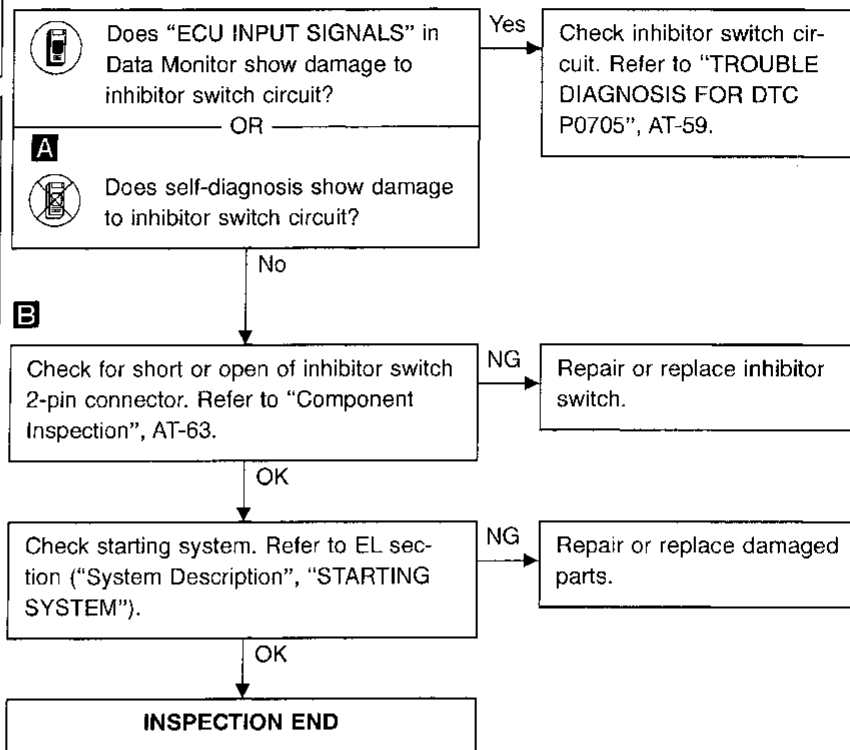 Does “ECU INPUT SIGNALS” in
Data Monitor show damage to
inhibitor switch circuit?
Yes
Check inhibitor switch cir-
cuit. Refer to “TROUBLE
DIAGNOSIS FOR DTC
P0705”, AT-59.
OR
A
Does self-diagnosis show damage
to inhibitor switch circuit?
No
B
Check for short or open of inhibitor switch
2-pin connector. Refer to “Component
Inspection”, AT-63.
NG
Repair or replace inhibitor
switch.
OK
Check starting system. Refer to EL sec-
tion (“System Description”, “STARTING
SYSTEM”).
NG
Repair or replace damaged
parts.
OK
INSPECTION END